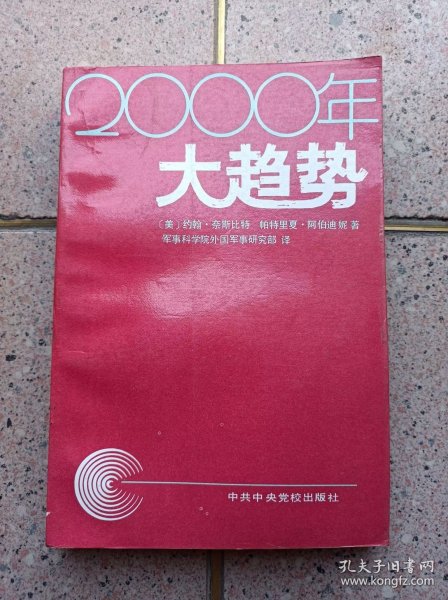 2000年
大趋势
〔美〕约翰·奈斯比特 帕特里夏·阿伯迪妮 著
军事科学院外国军事研究部 译
中共中央党校出版社
孔夫子旧书网
www.kongfz.com